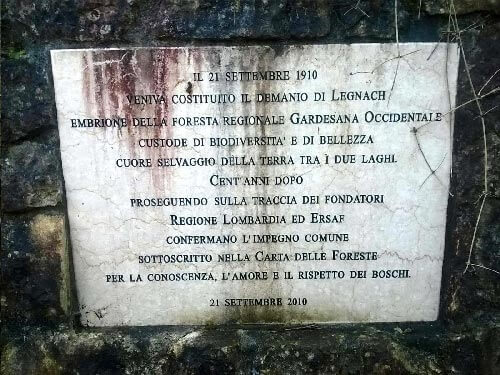 IL 21 SETTEMBRE 1910
VENIVA COSTITUITO IL DEMANIO DI LEGNACH
EMBRIONE DELLA FORESTA REGIONALE GARDESANA OCCIDENTALE
CUSTODE DI BIODIVERSITA' E DI BELLEZZA
CUORE SELVAGGIO DELLA TERRA TRA I DUE LAGHI.
CENT'ANNI DOPO
PROSEGUENDO SULLA TRACCIA DEI FONDATORI
REGIONE LOMBARDIA ED ERSAF
CONFERMANO L'IMPEGNO COMUNE
SOTTOSCRITTO NELLA CARTA DELLE FORESTE
PER LA CONOSCENZA, L'AMORE E IL RISPETTO DEI BOSCHI.
21 SETTEMBRE 2010